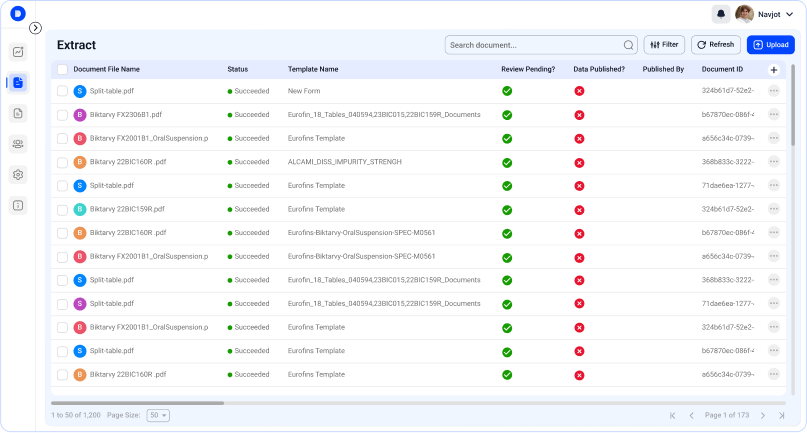 D
Navjot
Extract
Search document...
Filter
Refresh
Upload
Document File Name Status Template Name Review Pending? Data Published? Published By Document ID
S Split-table.pdf Succeeded New Form 324b61d7-52e2-
B Biktarvy FX2306B1.pdf Succeeded Eurofin_18_Tables_040594,23BIC015,22BIC159R_Documents b67870ec-086f-4
B Biktarvy FX2001B1_OralSuspension.p Succeeded Eurofins Template a656c34c-0739-
B Biktarvy 22BIC160R .pdf Succeeded ALCAMI_DISS_IMPURITY_STRENGH 368b833c-3222-
S Split-table.pdf Succeeded Eurofins Template 71dae6ea-1277-
B Biktarvy 22BIC159R.pdf Succeeded Eurofins Template 324b61d7-52e2-
B Biktarvy 22BIC160R .pdf Succeeded Eurofins-Biktarvy-OralSuspension-SPEC-M0561 b67870ec-086f-4
B Biktarvy FX2001B1_OralSuspension.p Succeeded Eurofins-Biktarvy-OralSuspension-SPEC-M0561 a656c34c-0739-
S Split-table.pdf Succeeded Eurofin_18_Tables_040594,23BIC015,22BIC159R_Documents 368b833c-3222-
S Split-table.pdf Succeeded Eurofin_18_Tables_040594,23BIC015,22BIC159R_Documents 71dae6ea-1277-
B Biktarvy FX2001B1_OralSuspension.p Succeeded Eurofins Template 324b61d7-52e2-
S Split-table.pdf Succeeded Eurofins Template b67870ec-086f-4
B Biktarvy 22BIC160R .pdf Succeeded Eurofins Template a656c34c-0739-
1 to 50 of 1,200 Page Size: 50 Page 1 of 173